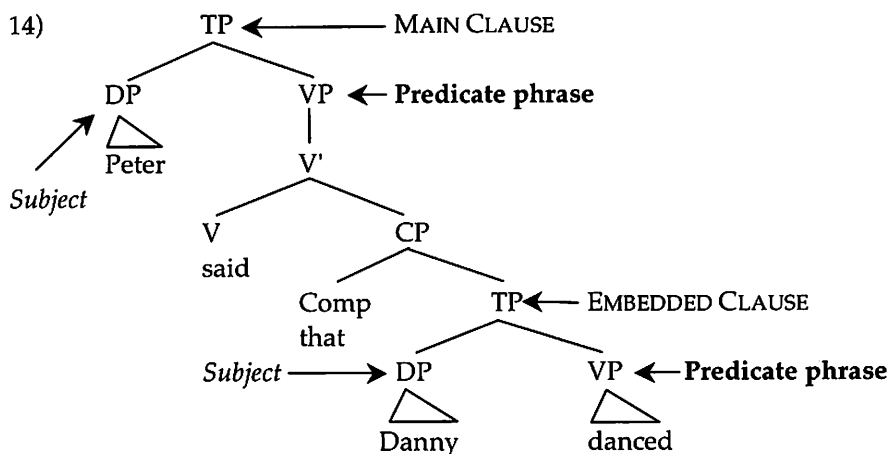 14) TP MAIN CLAUSE
DP VP Predicate phrase
Peter
V'
Subject
V CP
said
Comp TP EMBEDDED CLAUSE
that
Subject DP VP Predicate phrase
Danny danced